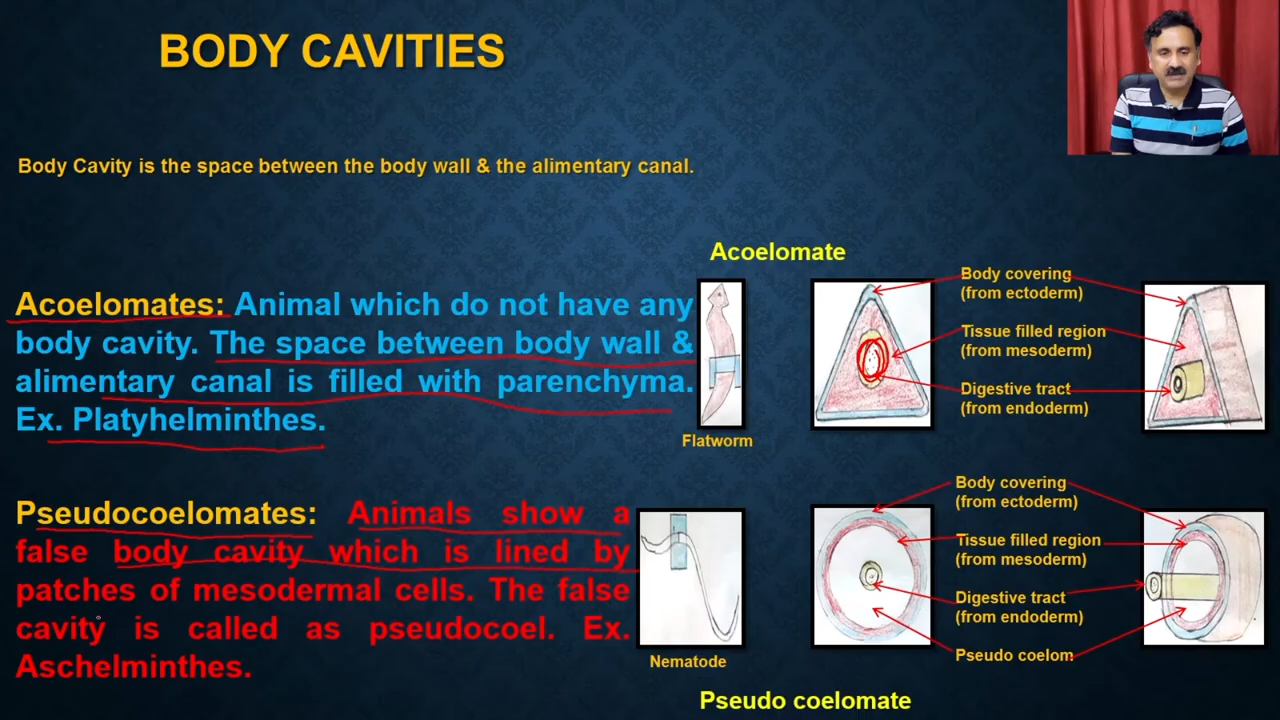 BODY CAVITIES
Body Cavity is the space between the body wall & the alimentary canal.
Acoelomates: Animal which do not have any
body cavity. The space between body wall &
alimentary canal is filled with parenchyma.
Ex. Platyhelminthes.
Acoelomate
Body covering
(from ectoderm)
Tissue filled region
(from mesoderm)
Digestive tract
(from endoderm)
Flatworm
Pseudocoelomates: Animals show a
false body cavity which is lined by
patches of mesodermal cells. The false
cavity is called as pseudocoel. Ex.
Aschelminthes.
Body covering
(from ectoderm)
Tissue filled region
(from mesoderm)
Digestive tract
(from endoderm)
Pseudo coelom
Nematode
Pseudo coelomate